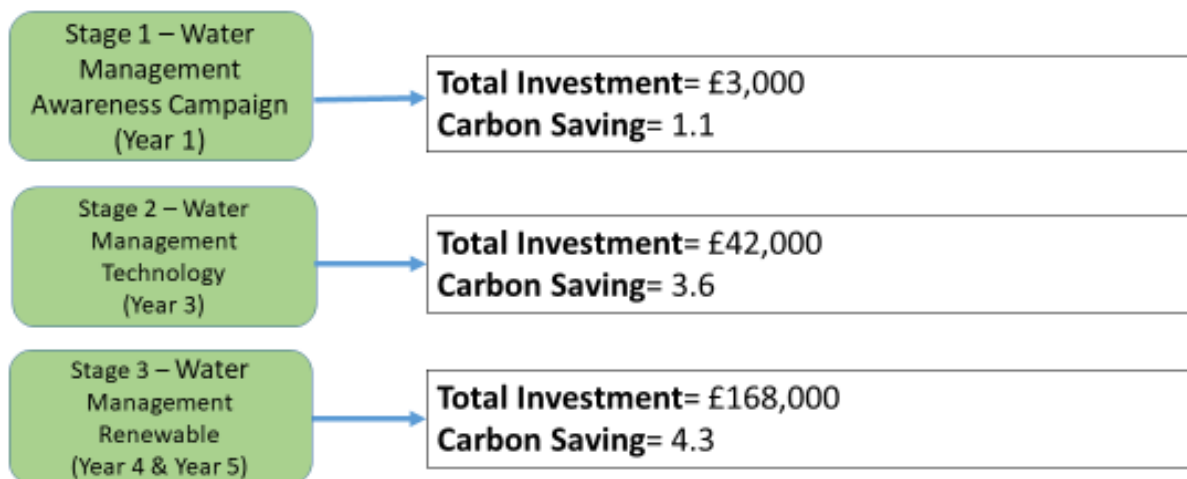 Stage 1 – Water
Management
Awareness Campaign
(Year 1)
Total Investment= £3,000
Carbon Saving= 1.1
Stage 2 – Water
Management
Technology
(Year 3)
Total Investment= £42,000
Carbon Saving= 3.6
Stage 3 – Water
Management
Renewable
(Year 4 & Year 5)
Total Investment= £168,000
Carbon Saving= 4.3